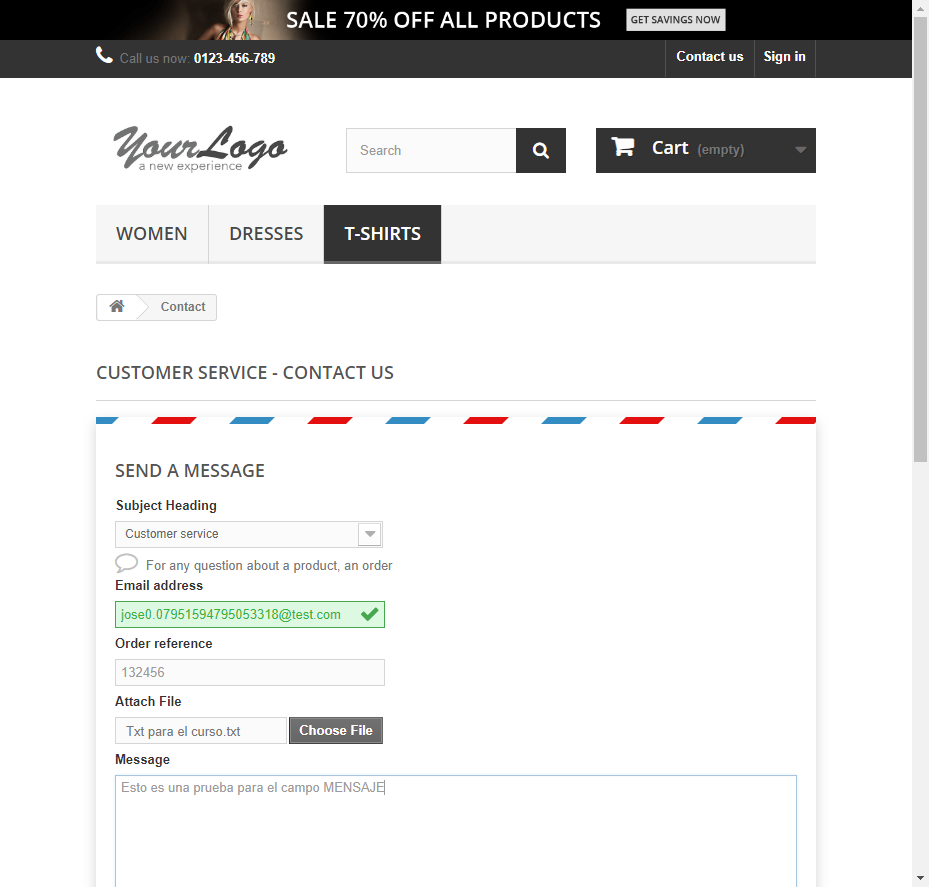 SALE 70% OFF ALL PRODUCTS GET SAVINGS NOW
Call us now: 0123-456-789 Contact us Sign in
YourLogo
a new experience
Search
Cart (empty)
WOMEN DRESSES T-SHIRTS
Contact
CUSTOMER SERVICE - CONTACT US
SEND A MESSAGE
Subject Heading
Customer service
For any question about a product, an order
Email address
jose0.07951594795053318@test.com
Order reference
132456
Attach File
Txt para el curso.txt Choose File
Message
Esto es una prueba para el campo MENSAJE